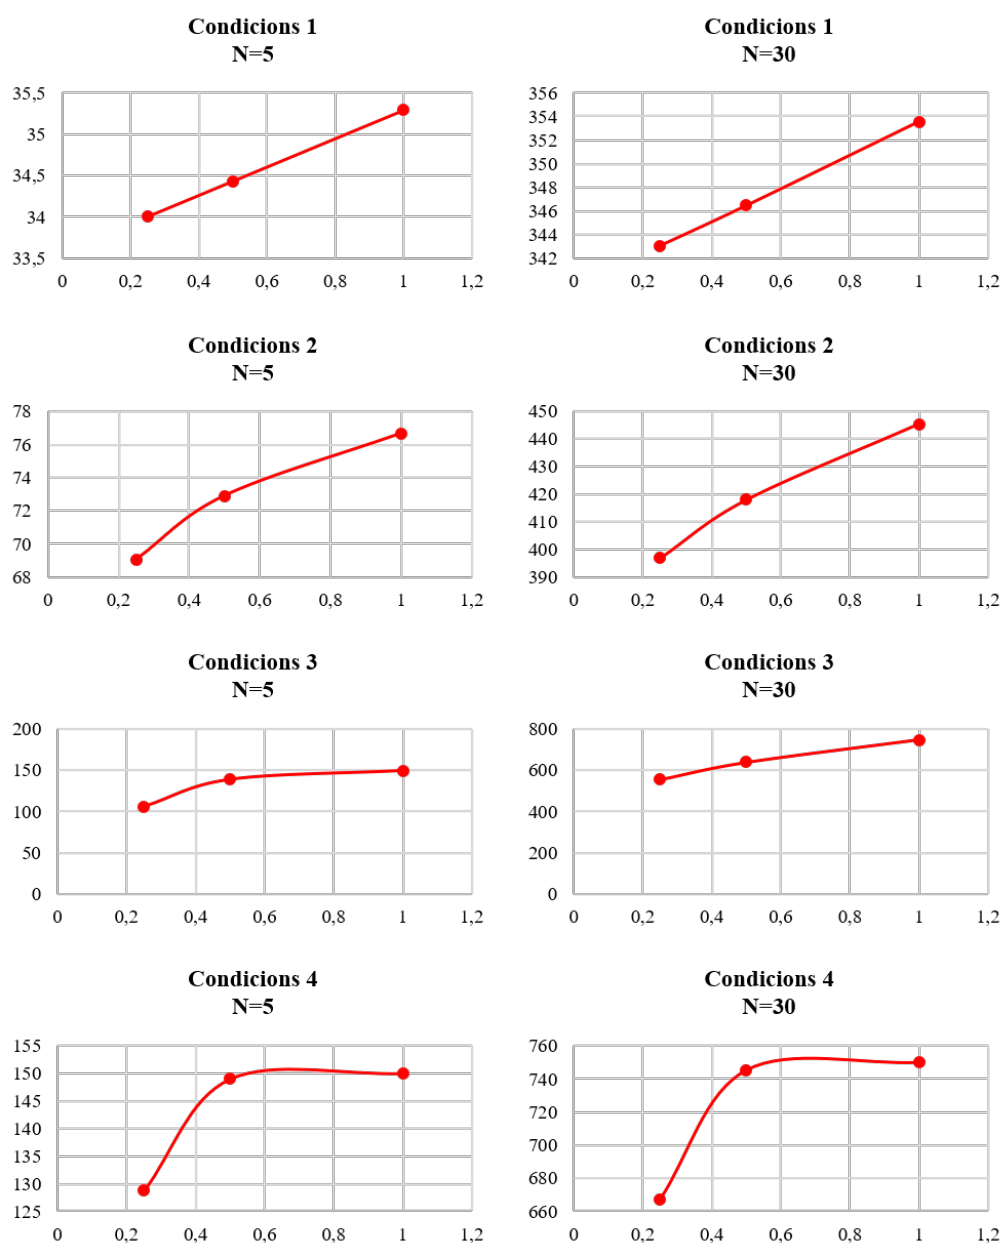 Condicions 1
N=5
35,5
35
34,5
34
33,5
0 0,2 0,4 0,6 0,8 1 1,2
Condicions 1
N=30
356
354
352
350
348
346
344
342
0 0,2 0,4 0,6 0,8 1 1,2
Condicions 2
N=5
78
76
74
72
70
68
0 0,2 0,4 0,6 0,8 1 1,2
Condicions 2
N=30
450
440
430
420
410
400
390
0 0,2 0,4 0,6 0,8 1 1,2
Condicions 3
N=5
200
150
100
50
0
0 0,2 0,4 0,6 0,8 1 1,2
Condicions 3
N=30
800
600
400
200
0
0 0,2 0,4 0,6 0,8 1 1,2
Condicions 4
N=5
155
150
145
140
135
130
125
0 0,2 0,4 0,6 0,8 1 1,2
Condicions 4
N=30
760
740
720
700
680
660
0 0,2 0,4 0,6 0,8 1 1,2